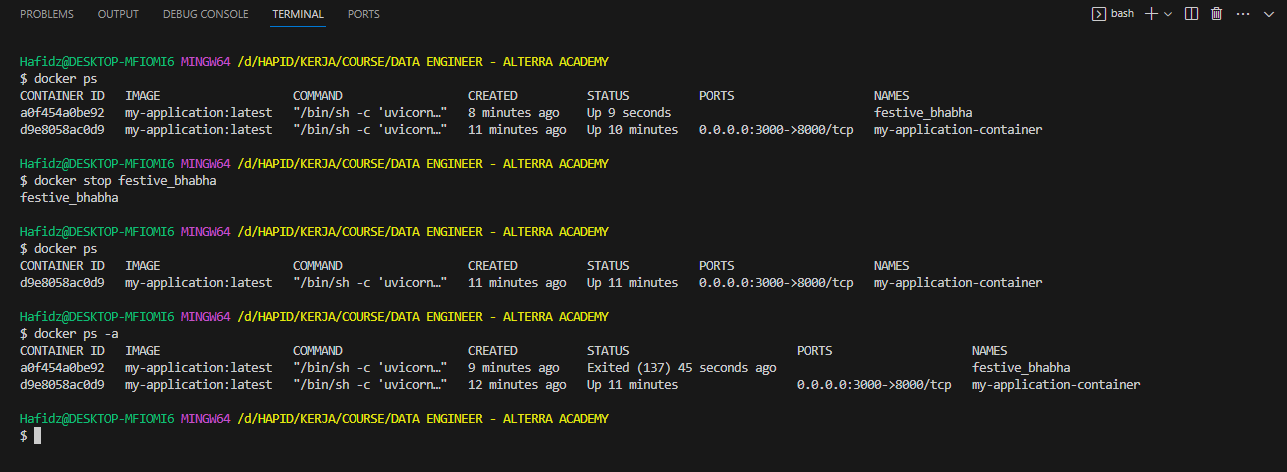 PROBLEMS OUTPUT DEBUG CONSOLE TERMINAL PORTS bash
Hafidz@DESKTOP-MFIOMI6 MINGW64 /d/HAPID/KERJA/COURSE/DATA ENGINEER - ALTERRA ACADEMY
$ docker ps
CONTAINER ID IMAGE COMMAND CREATED STATUS PORTS NAMES
a0f454a0be92 my-application:latest "/bin/sh -c 'uvicorn…" 8 minutes ago Up 9 seconds festive_bhabha
d9e8058ac0d9 my-application:latest "/bin/sh -c 'uvicorn…" 11 minutes ago Up 10 minutes 0.0.0.0:3000->8000/tcp my-application-container
Hafidz@DESKTOP-MFIOMI6 MINGW64 /d/HAPID/KERJA/COURSE/DATA ENGINEER - ALTERRA ACADEMY
$ docker stop festive_bhabha
festive_bhabha
Hafidz@DESKTOP-MFIOMI6 MINGW64 /d/HAPID/KERJA/COURSE/DATA ENGINEER - ALTERRA ACADEMY
$ docker ps
CONTAINER ID IMAGE COMMAND CREATED STATUS PORTS NAMES
d9e8058ac0d9 my-application:latest "/bin/sh -c 'uvicorn…" 11 minutes ago Up 11 minutes 0.0.0.0:3000->8000/tcp my-application-container
Hafidz@DESKTOP-MFIOMI6 MINGW64 /d/HAPID/KERJA/COURSE/DATA ENGINEER - ALTERRA ACADEMY
$ docker ps -a
CONTAINER ID IMAGE COMMAND CREATED STATUS PORTS NAMES
a0f454a0be92 my-application:latest "/bin/sh -c 'uvicorn…" 9 minutes ago Exited (137) 45 seconds ago festive_bhabha
d9e8058ac0d9 my-application:latest "/bin/sh -c 'uvicorn…" 12 minutes ago Up 11 minutes 0.0.0.0:3000->8000/tcp my-application-container
Hafidz@DESKTOP-MFIOMI6 MINGW64 /d/HAPID/KERJA/COURSE/DATA ENGINEER - ALTERRA ACADEMY
$